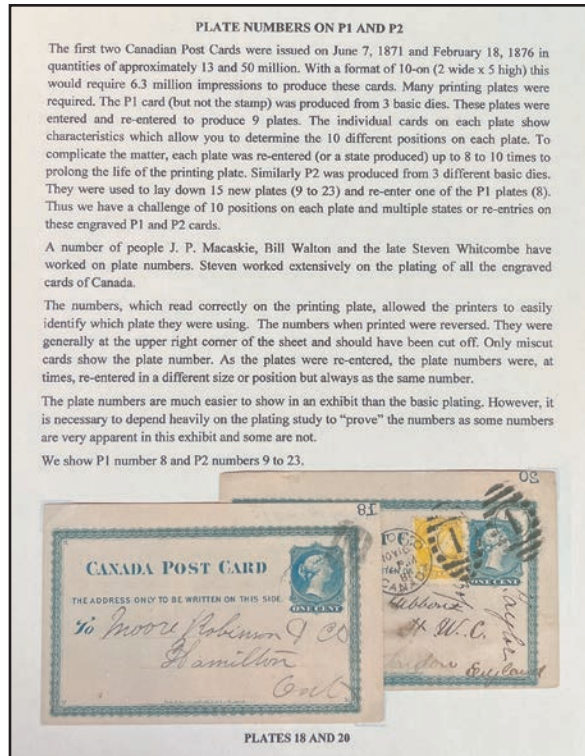 PLATE NUMBERS ON P1 AND P2
The first two Canadian Post Cards were issued on June 7, 1871 and February 18, 1876 in
quantities of approximately 13 and 50 million. With a format of 10-on (2 wide x 5 high) this
would require 6.3 million impressions to produce these cards. Many printing plates were
required. The P1 card (but not the stamp) was produced from 3 basic dies. These plates were
entered and re-entered to produce 9 plates. The individual cards on each plate show
characteristics which allow you to determine the 10 different positions on each plate. To
complicate the matter, each plate was re-entered (or a state produced) up to 8 to 10 times to
prolong the life of the printing plate. Similarly P2 was produced from 3 different basic dies.
They were used to lay down 15 new plates (9 to 23) and re-enter one of the P1 plates (8).
Thus we have a challenge of 10 positions on each plate and multiple states or re-entries on
these engraved P1 and P2 cards.
A number of people J. P. Macaskie, Bill Walton and the late Steven Whitcombe have
worked on plate numbers. Steven worked extensively on the plating of all the engraved
cards of Canada.
The numbers, which read correctly on the printing plate, allowed the printers to easily
identify which plate they were using. The numbers when printed were reversed. They were
generally at the upper right corner of the sheet and should have been cut off. Only miscut
cards show the plate number. As the plates were re-entered, the plate numbers were, at
times, re-entered in a different size or position but always as the same number.
The plate numbers are much easier to show in an exhibit than the basic plating. However, it
is necessary to depend heavily on the plating study to “prove” the numbers as some numbers
are very apparent in this exhibit and some are not.
We show P1 number 8 and P2 numbers 9 to 23.
20
18
CANADA POST CARD
THE ADDRESS ONLY TO BE WRITTEN ON THIS SIDE.
ONE CENT
To Moore Robinson & Co
Hamilton
Ont
1
CANADA
ONE CENT
Taylor
H. W. C.
London
England
PLATES 18 AND 20